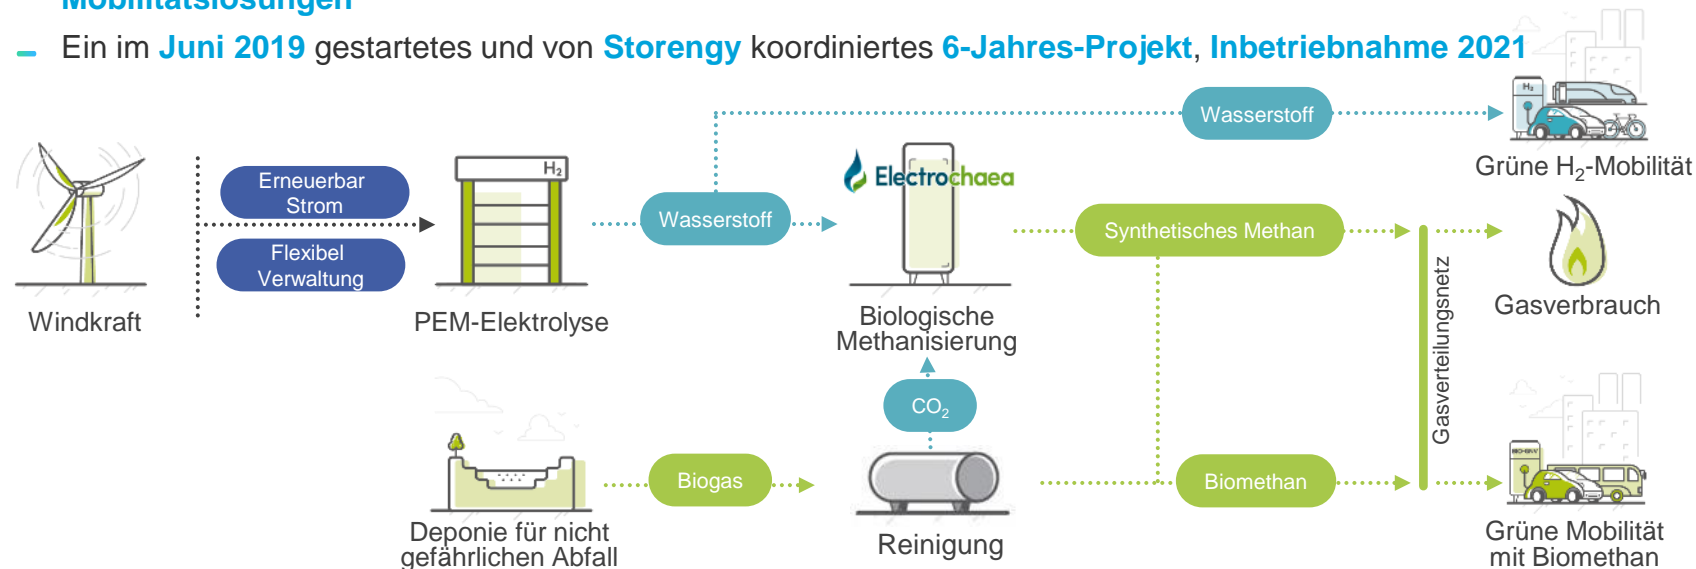 Mobilitätslösungen
Ein im Juni 2019 gestartetes und von Storengy koordiniertes 6-Jahres-Projekt, Inbetriebnahme 2021
Wasserstoff
H₂
Grüne H₂-Mobilität
Erneuerbar
Strom
Flexibel
Verwaltung
Windkraft
H₂
PEM-Elektrolyse
Wasserstoff
Electrochaea
Biologische
Methanisierung
Synthetisches Methan
Gasverteilungsnetz
Gasverbrauch
CO₂
Deponie für nicht
gefährlichen Abfall
Biogas
Reinigung
Biomethan
Grüne Mobilität
mit Biomethan